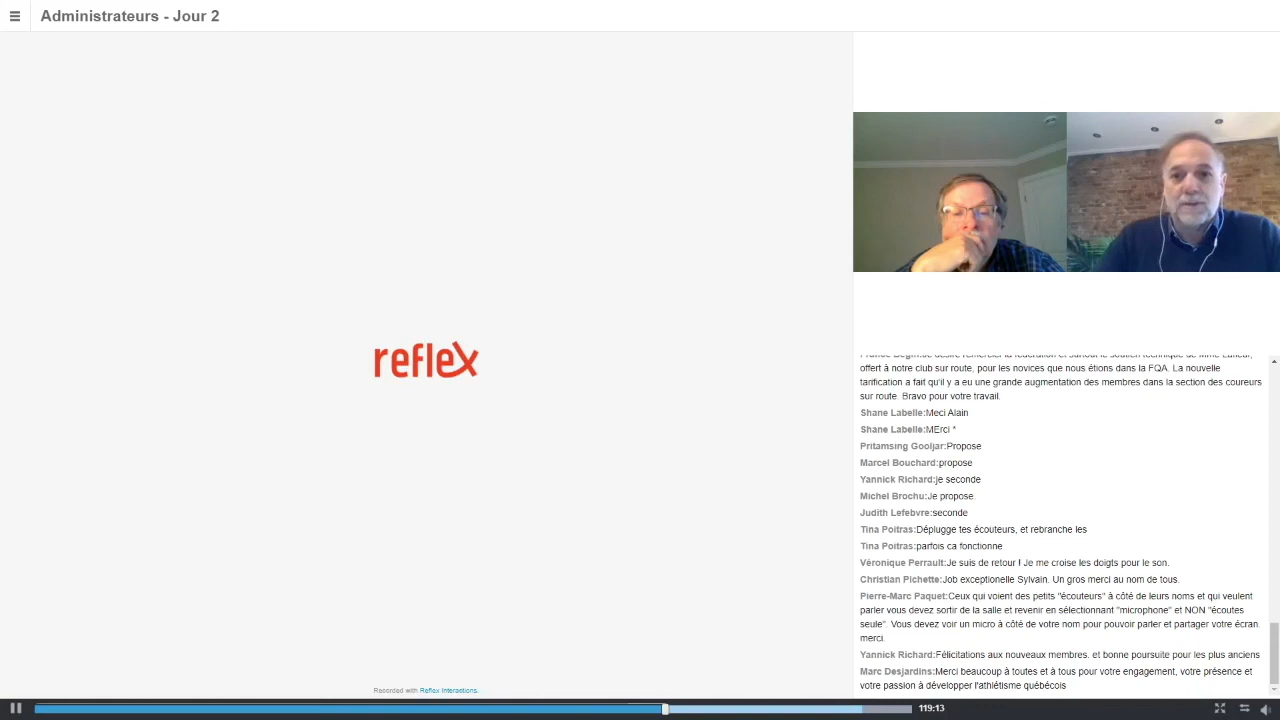 Administrateurs - Jour 2
reflex
offert à notre club sur route, pour les novices que nous étions dans la FQA. La nouvelle
tarification a fait qu'il y a eu une grande augmentation des membres dans la section des coureurs
sur route. Bravo pour votre travail.
Shane Labelle:Meci Alain
Shane Labelle:MErci *
Pritamsing Gooljar:Propose
Marcel Bouchard:propose
Yannick Richard:je seconde
Michel Brochu:Je propose
Judith Lefebvre:seconde
Tina Poitras:Déplugge tes écouteurs, et rebranche les
Tina Poitras:parfois ca fonctionne
Véronique Perrault:Je suis de retour ! Je me croise les doigts pour le son.
Christian Pichette:Job exceptionelle Sylvain. Un gros merci au nom de tous.
Pierre-Marc Paquet:Ceux qui voient des petits "écouteurs" à côté de leurs noms et qui veulent
parler vous devez sortir de la salle et revenir en sélectionnant "microphone" et NON "écoutes
seule". Vous devez voir un micro à côté de votre nom pour pouvoir parler et partager votre écran.
merci.
Yannick Richard:Félicitations aux nouveaux membres. et bonne poursuite pour les plus anciens
Marc Desjardins:Merci beaucoup à toutes et à tous pour votre engagement, votre présence et
votre passion à développer l'athlétisme québécois
Recorded with Reflex Interactions.
119:13